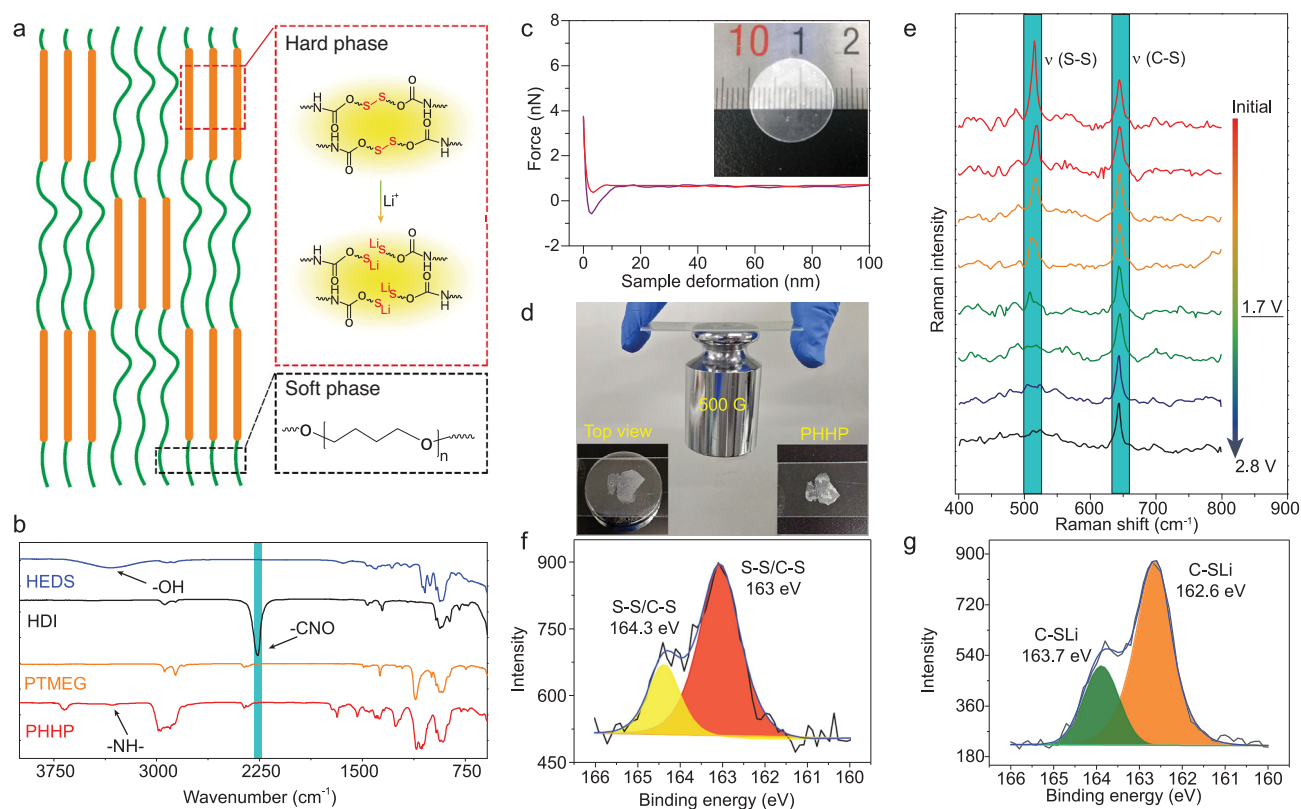 a
Hard phase
H
N
O
O
S
S
O
O
N
H
N
H
O
O
S
S
O
O
H
N
Li⁺
H
N
O
O
S
Li
Li
S
O
O
N
H
N
H
O
O
S
Li
Li
S
O
O
H
N
Soft phase
O
O
n
b
HEDS
-OH
HDI
-CNO
PTMEG
PHHP
-NH-
3750 3000 2250 1500 750
Wavenumber (cm⁻¹)
c
8
6
4
2
0
−2
Force (nN)
10 1 2
0 20 40 60 80 100
Sample deformation (nm)
d
500 G
Top view
PHHP
e
ν (S-S)
ν (C-S)
Initial
1.7 V
2.8 V
Raman intensity
400 500 600 700 800 900
Raman shift (cm⁻¹)
f
900
750
600
450
Intensity
S-S/C-S
164.3 eV
S-S/C-S
163 eV
166 165 164 163 162 161 160
Binding energy (eV)
g
900
720
540
360
180
Intensity
C-SLi
163.7 eV
C-SLi
162.6 eV
166 165 164 163 162 161 160
Binding energy (eV)